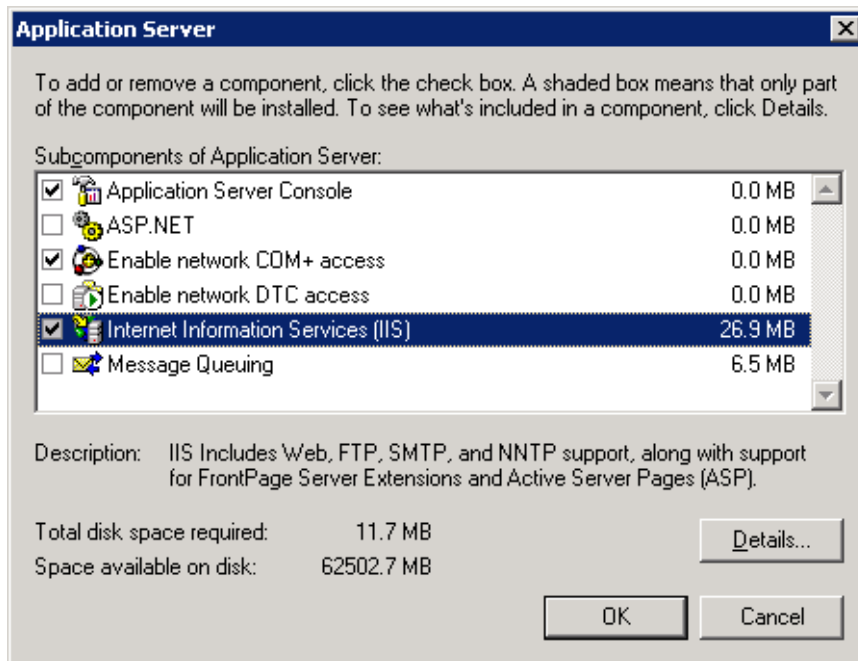 Application Server
To add or remove a component, click the check box. A shaded box means that only part
of the component will be installed. To see what's included in a component, click Details.
Subcomponents of Application Server:
Application Server Console 0.0 MB
ASP.NET 0.0 MB
Enable network COM+ access 0.0 MB
Enable network DTC access 0.0 MB
Internet Information Services (IIS) 26.9 MB
Message Queuing 6.5 MB
Description: IIS Includes Web, FTP, SMTP, and NNTP support, along with support
for FrontPage Server Extensions and Active Server Pages (ASP).
Total disk space required: 11.7 MB
Space available on disk: 62502.7 MB
Details...
OK Cancel